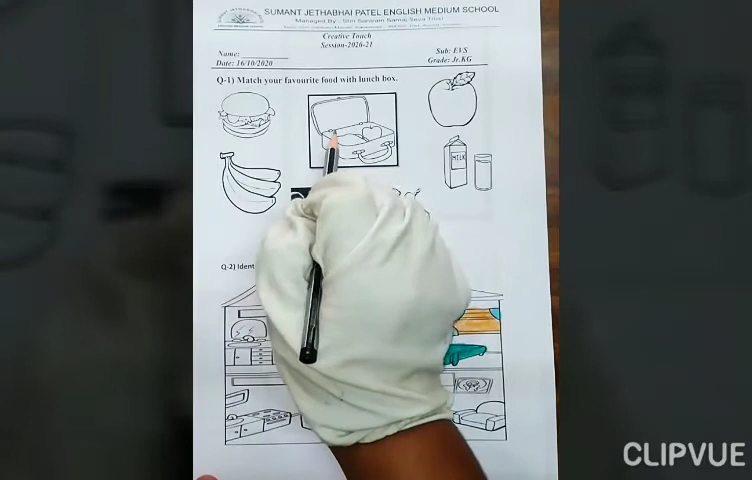 SUMANT JETHABHAI PATEL ENGLISH MEDIUM SCHOOL
Managed By : Shri Santram Samaj Seva Trust
Creative Touch
Session-2020-21
Name: 
Sub: EVS
Date: 16/10/2020
Grade: Jr.KG
Q-1) Match your favourite food with lunch box.
MILK
Q-2) Ident
CLIPVUE